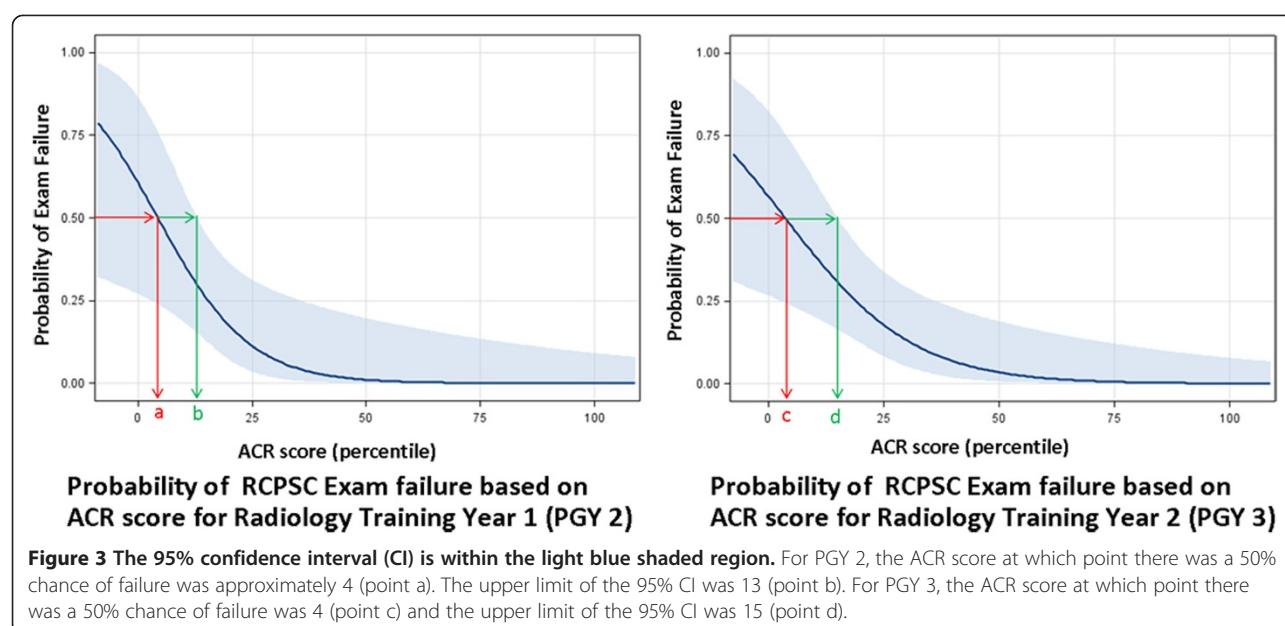 1.00
0.75
0.50
0.25
0.00
Probability of Exam Failure
0
a
b
25
50
75
100
ACR score (percentile)
Probability of RCPSC Exam failure based on
ACR score for Radiology Training Year 1 (PGY 2)
1.00
0.75
0.50
0.25
0.00
Probability of Exam Failure
0
c
d
25
50
75
100
ACR score (percentile)
Probability of RCPSC Exam failure based on
ACR score for Radiology Training Year 2 (PGY 3)
Figure 3 The 95% confidence interval (CI) is within the light blue shaded region. For PGY 2, the ACR score at which point there was a 50%
chance of failure was approximately 4 (point a). The upper limit of the 95% CI was 13 (point b). For PGY 3, the ACR score at which point there
was a 50% chance of failure was 4 (point c) and the upper limit of the 95% CI was 15 (point d).